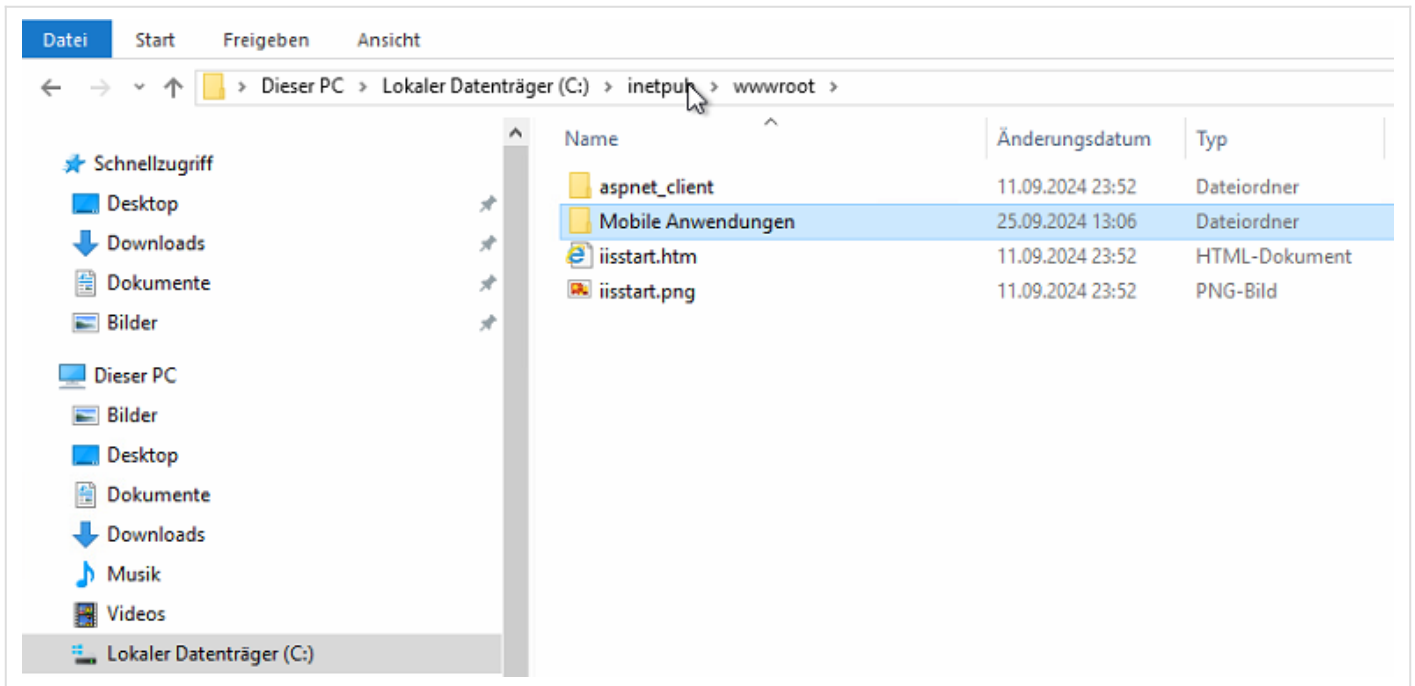 Datei Start Freigeben Ansicht
Dieser PC Lokaler Datenträger (C:) inetpub wwwroot
Schnellzugriff
Desktop
Downloads
Dokumente
Bilder
Dieser PC
Bilder
Desktop
Dokumente
Downloads
Musik
Videos
Lokaler Datenträger (C:)
Name Änderungsdatum Typ
aspnet_client 11.09.2024 23:52 Dateiordner
Mobile Anwendungen 25.09.2024 13:06 Dateiordner
iisstart.htm 11.09.2024 23:52 HTML-Dokument
iisstart.png 11.09.2024 23:52 PNG-Bild